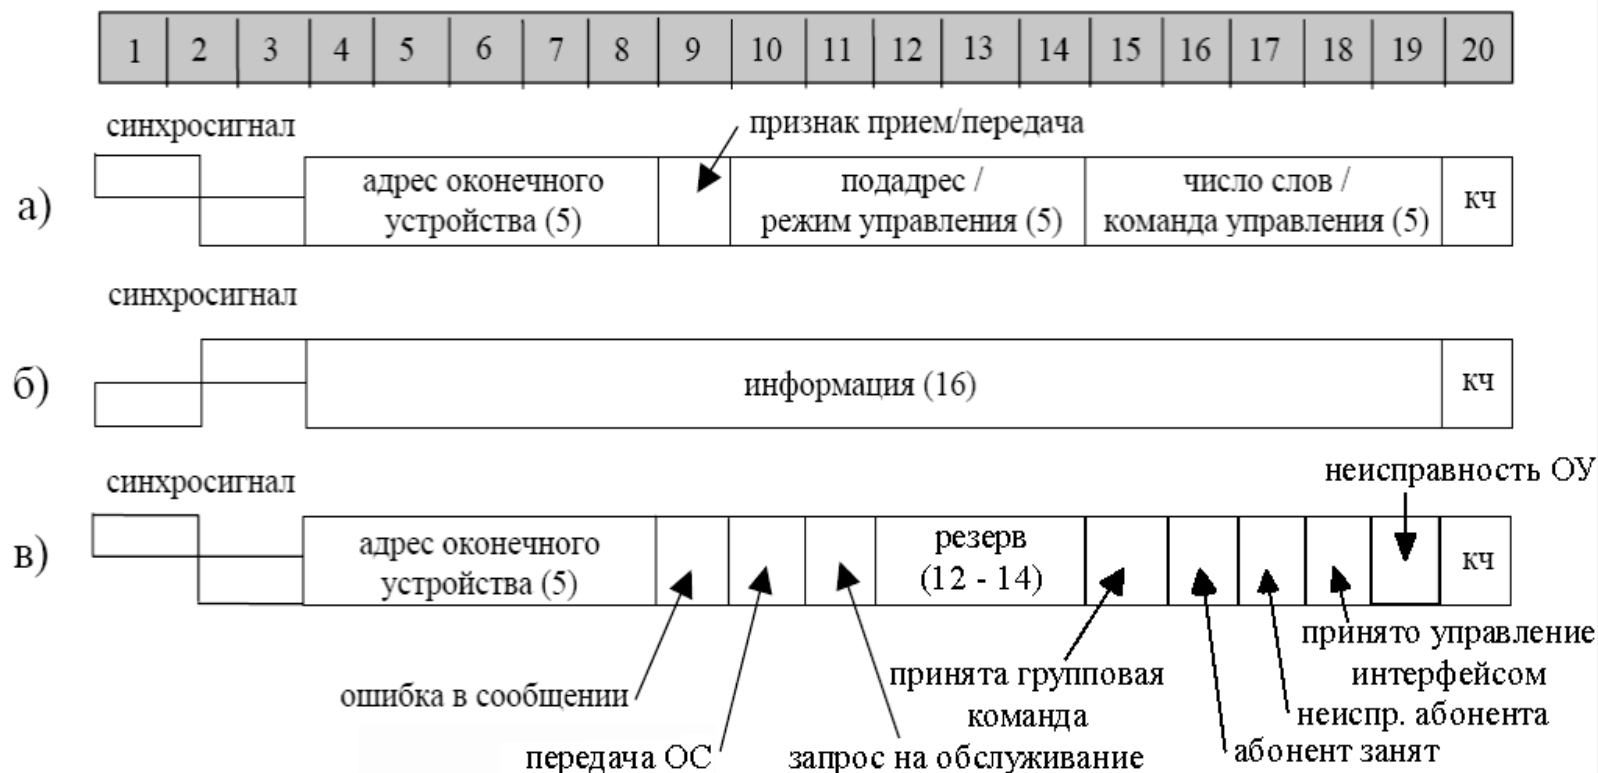 1 2 3 4 5 6 7 8 9 10 11 12 13 14 15 16 17 18 19 20
синхросигнал
признак прием/передача
а)
адрес оконечного
устройства (5)
подадрес /
режим управления (5)
число слов /
команда управления (5)
кч
синхросигнал
б)
информация (16)
кч
синхросигнал
неисправность ОУ
в)
адрес оконечного
устройства (5)
резерв
(12 - 14)
кч
ошибка в сообщении
передача ОС
запрос на обслуживание
принята групповая
команда
абонент занят
неиспр. абонента
принято управление
интерфейсом